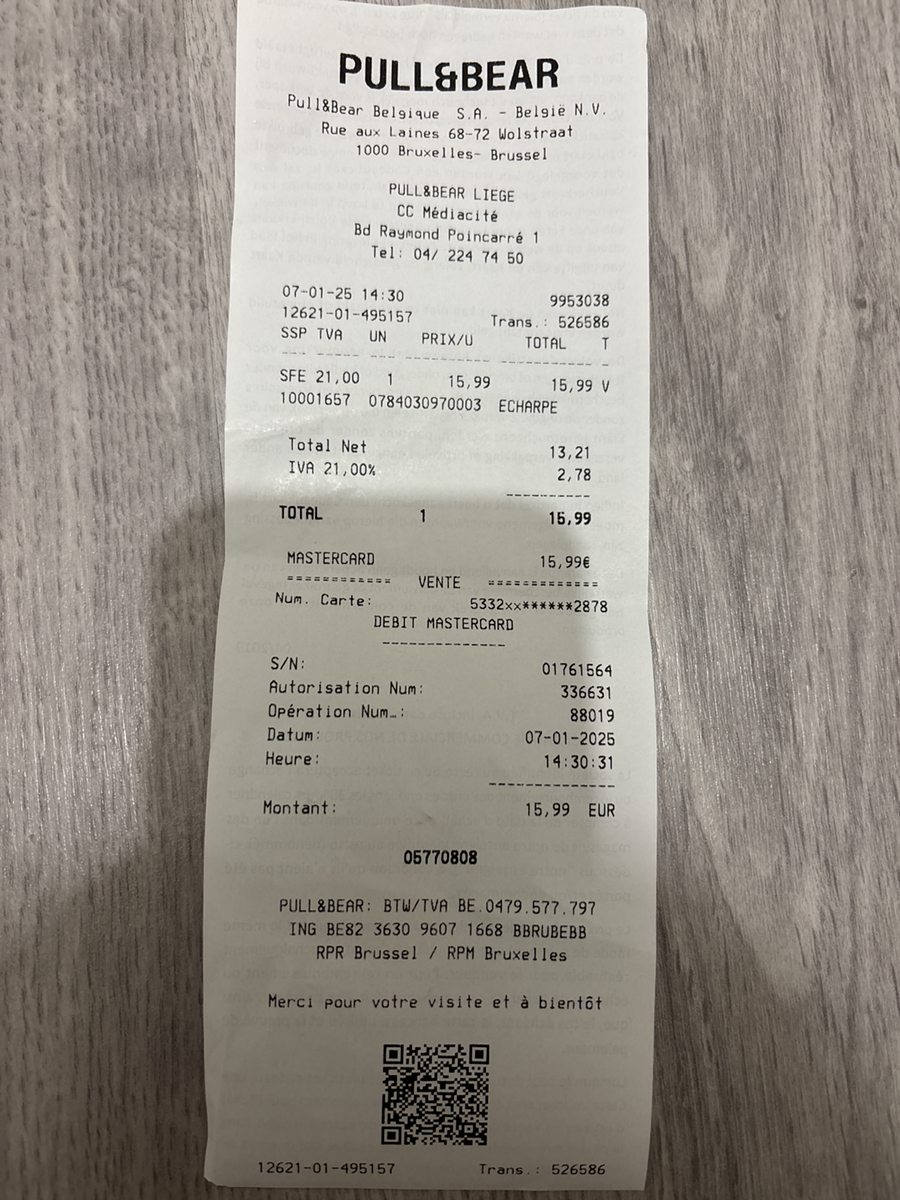 PULL&BEAR
Pull&Bear Belgique S.A. - België N.V.
Rue aux Laines 68-72 Wolstraat
1000 Bruxelles- Brussel
PULL&BEAR LIEGE
CC Médiacité
Bd Raymond Poincarré 1
Tel: 04/ 224 74 50
07-01-25 14:30 9953038
12621-01-495157 Trans.: 526586
SSP TVA UN PRIX/U TOTAL T
--- ----- --- ---------- ---------- -
SFE 21,00 1 15,99 15,99 V
10001657 0784030970003 ECHARPE
Total Net 13,21
IVA 21,00% 2,78
----------
TOTAL 1 15,99
MASTERCARD 15,99€
============ VENTE =============
Num. Carte: 5332xx******2878
DEBIT MASTERCARD
--------------
S/N: 01761564
Autorisation Num: 336631
Opération Num…: 88019
Datum: 07-01-2025
Heure: 14:30:31
--------------
Montant: 15,99 EUR
05770808
PULL&BEAR: BTW/TVA BE.0479.577.797
ING BE82 3630 9607 1668 BBRUBEBB
RPR Brussel / RPM Bruxelles
Merci pour votre visite et à bientôt
12621-01-495157 Trans.: 526586